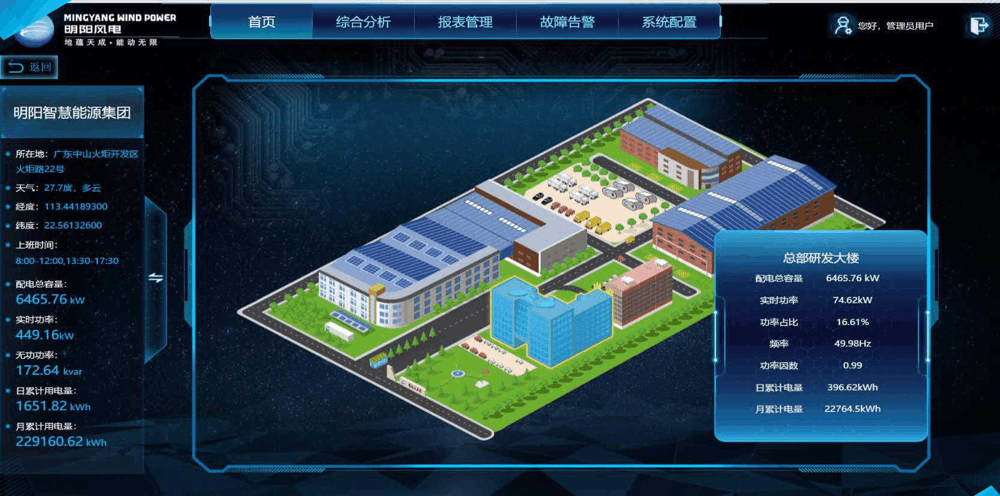 MINGYANG WIND POWER
明阳风电
地蕴天成·能动无限
首页
综合分析
报表管理
故障告警
系统配置
您好，管理员用户
返回
明阳智慧能源集团
所在地：广东中山火炬开发区
火炬路22号
天气：27.7度，多云
经度：113.44189300
纬度：22.56132600
上班时间：
8:00-12:00,13:30-17:30
配电总容量：
6465.76 kW
实时功率：
449.16kW
无功功率：
172.64 kvar
日累计用电量：
1651.82 kWh
月累计用电量：
229160.62 kWh
总部研发大楼
配电总容量 6465.76 kW
实时功率 74.62kW
功率占比 16.61%
频率 49.98Hz
功率因数 0.99
日累计电量 396.62kWh
月累计电量 22764.5kWh